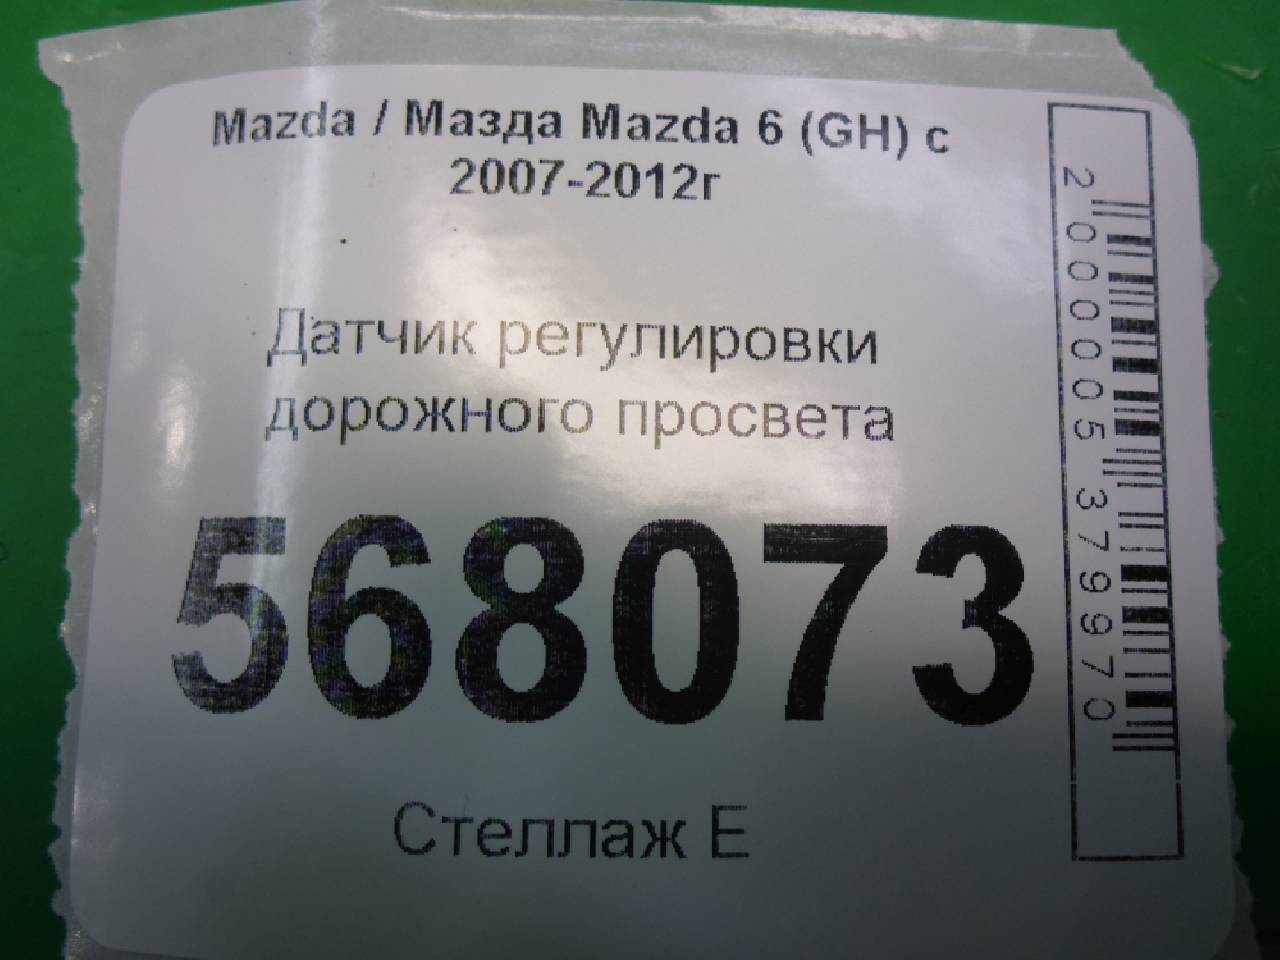 Mazda / Мазда Mazda 6 (GH) с
2007-2012г
Датчик регулировки
дорожного просвета
568073
Стеллаж Е
2000005379970